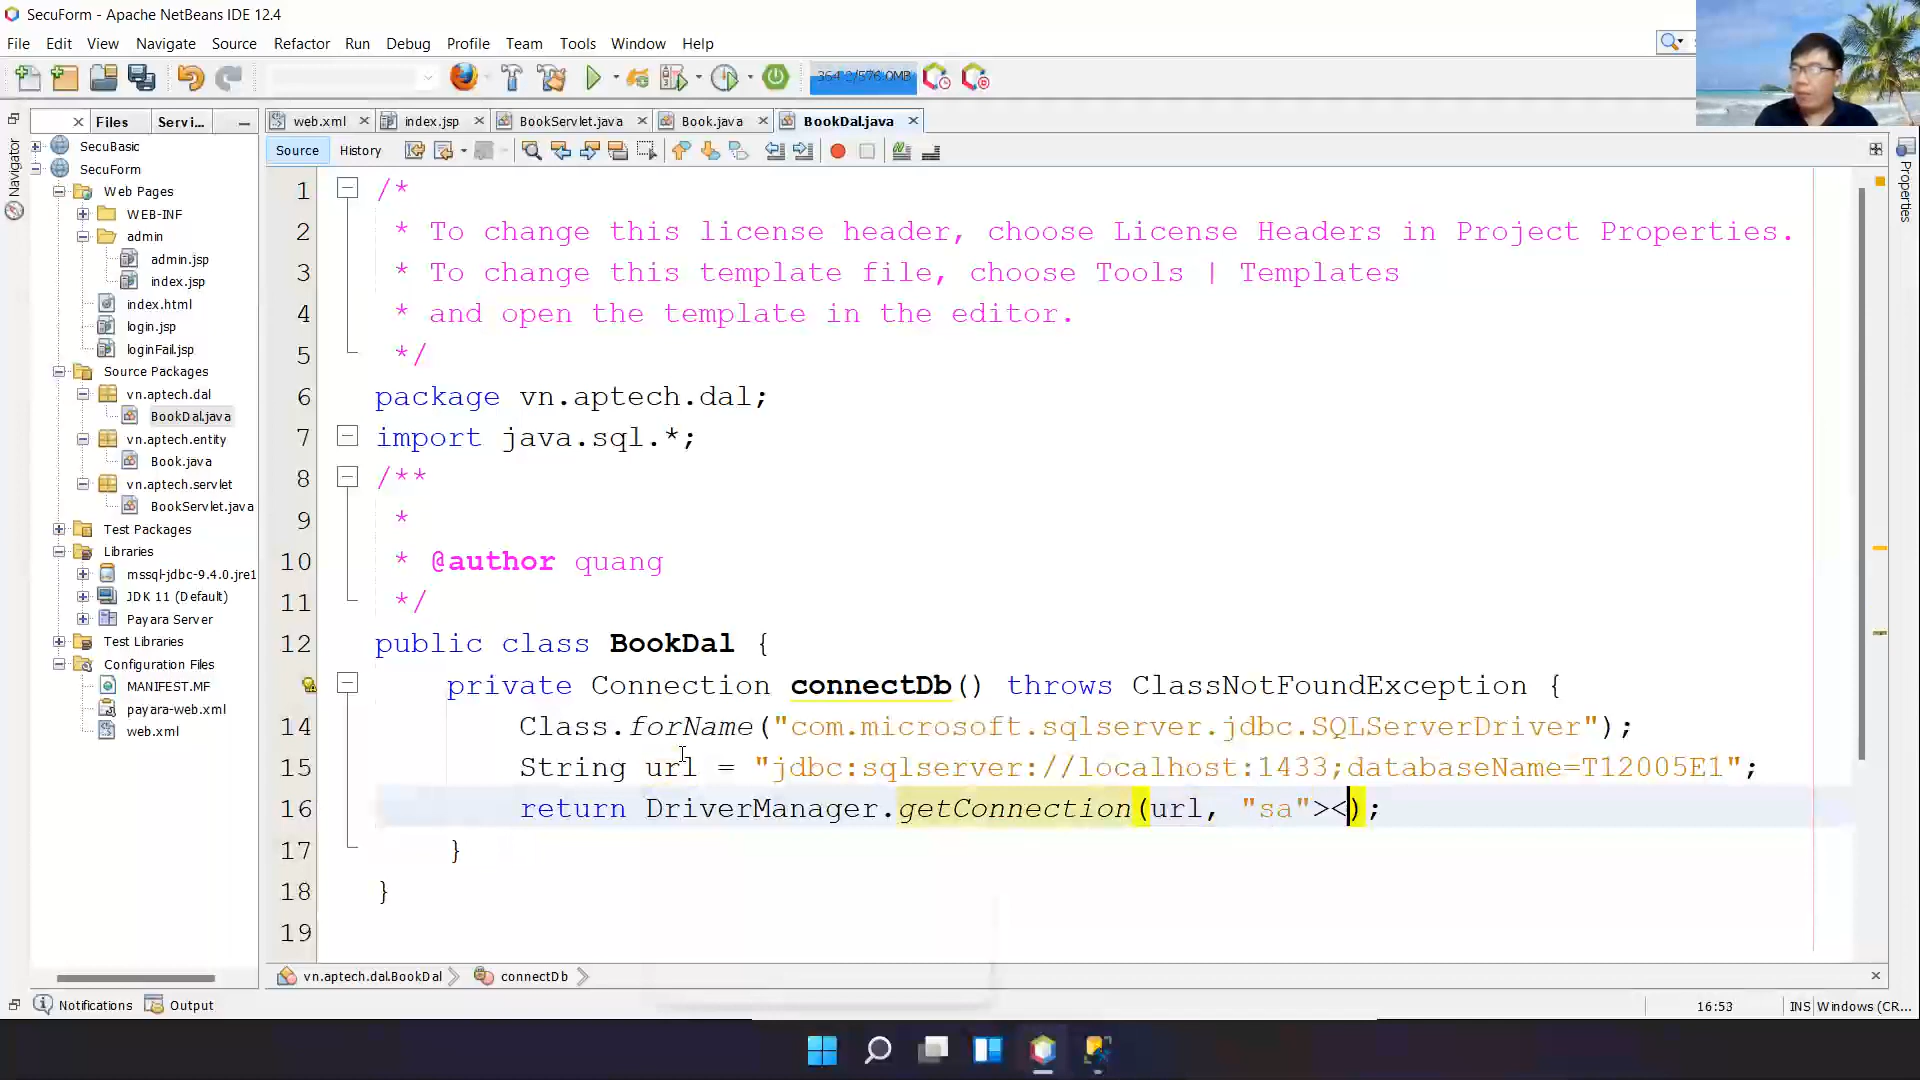 SecuForm - Apache NetBeans IDE 12.4
File Edit View Navigate Source Refactor Run Debug Profile Team Tools Window Help
364.2/576.0MB
Files Servi...
web.xml index.jsp BookServlet.java Book.java BookDal.java
Source History
Navigator
Properties
SecuBasic
SecuForm
Web Pages
WEB-INF
admin
admin.jsp
index.jsp
index.html
login.jsp
loginFail.jsp
Source Packages
vn.aptech.dal
BookDal.java
vn.aptech.entity
Book.java
vn.aptech.servlet
BookServlet.java
Test Packages
Libraries
mssql-jdbc-9.4.0.jre1
JDK 11 (Default)
Payara Server
Test Libraries
Configuration Files
MANIFEST.MF
payara-web.xml
web.xml
1 /*
2 * To change this license header, choose License Headers in Project Properties.
3 * To change this template file, choose Tools | Templates
4 * and open the template in the editor.
5 */
6 package vn.aptech.dal;
7 import java.sql.*;
8 /**
9 *
10 * @author quang
11 */
12 public class BookDal {
private Connection connectDb() throws ClassNotFoundException {
14 Class.forName("com.microsoft.sqlserver.jdbc.SQLServerDriver");
15 String url = "jdbc:sqlserver://localhost:1433;databaseName=T12005E1";
16 return DriverManager.getConnection(url, "sa"><);
17 }
18 }
19
vn.aptech.dal.BookDal connectDb
Notifications Output
16:53 INS Windows (CR...